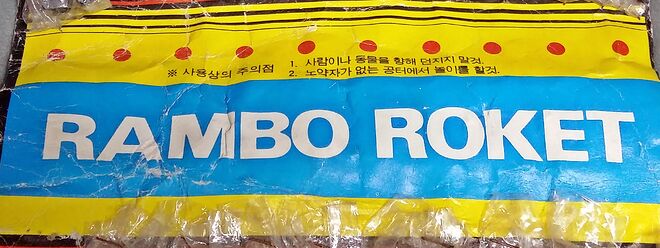 ※ 사용상의 주의점
1. 사람이나 동물을 향해 던지지 말것.
2. 노약자가 없는 공터에서 놀이를 할것.
RAMBO ROKET